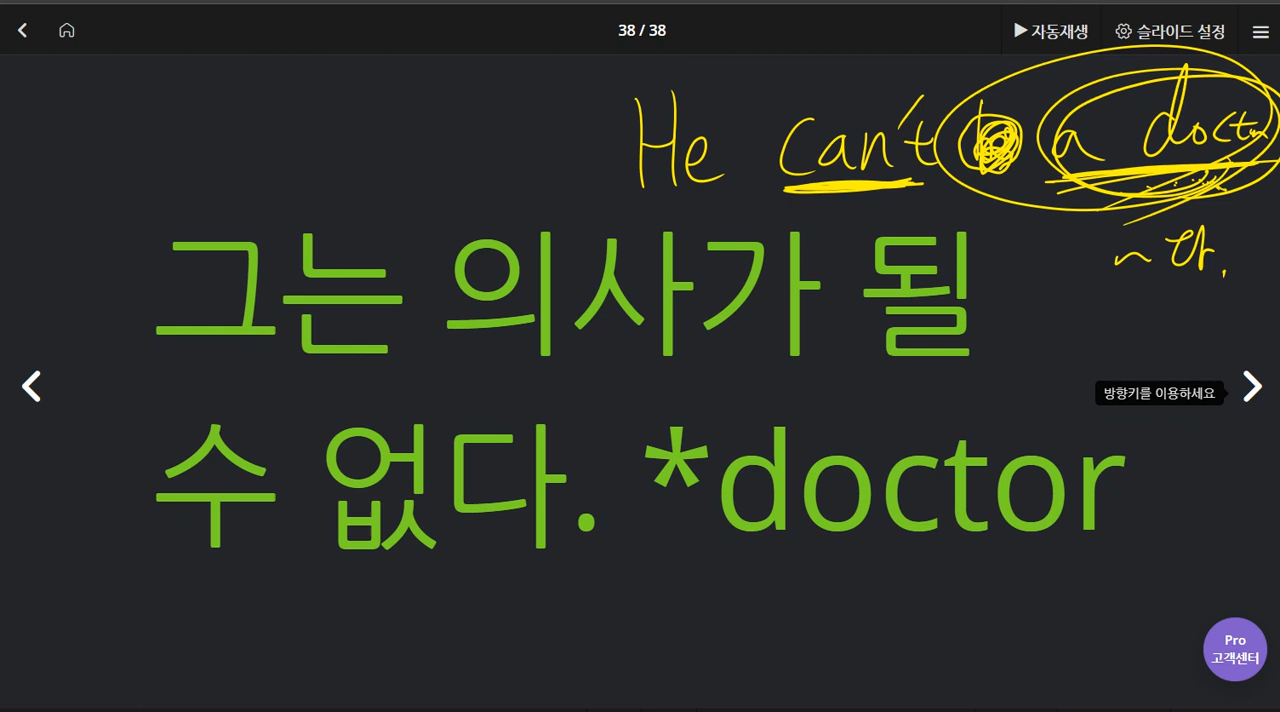 38 / 38
자동재생
슬라이드 설정
He can't be a doctor
~다.
그는 의사가 될
수 없다. *doctor
방향키를 이용하세요
Pro
고객센터